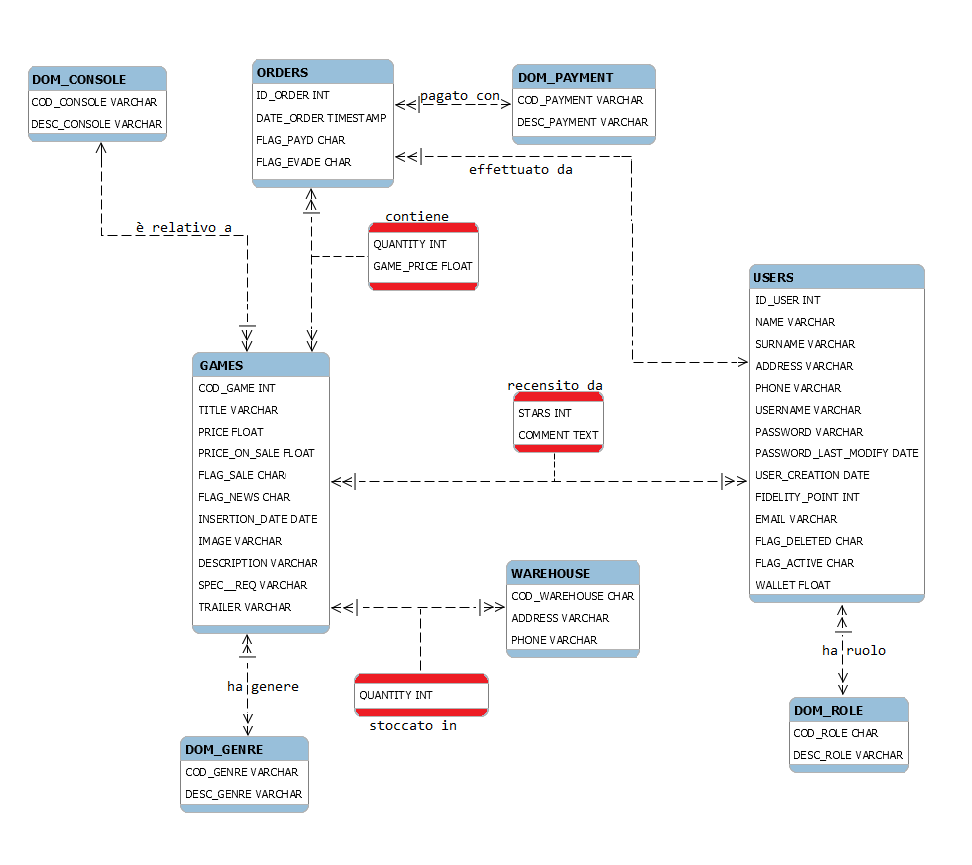 DOM_CONSOLE
COD_CONSOLE VARCHAR
DESC_CONSOLE VARCHAR
ORDERS
ID_ORDER INT
DATE_ORDER TIMESTAMP
FLAG_PAYD CHAR
FLAG_EVADE CHAR
pagato con
DOM_PAYMENT
COD_PAYMENT VARCHAR
DESC_PAYMENT VARCHAR
effettuato da
è relativo a
contiene
QUANTITY INT
GAME_PRICE FLOAT
USERS
ID_USER INT
NAME VARCHAR
SURNAME VARCHAR
ADDRESS VARCHAR
PHONE VARCHAR
USERNAME VARCHAR
PASSWORD VARCHAR
PASSWORD_LAST_MODIFY DATE
USER_CREATION DATE
FIDELITY_POINT INT
EMAIL VARCHAR
FLAG_DELETED CHAR
FLAG_ACTIVE CHAR
WALLET FLOAT
GAMES
COD_GAME INT
TITLE VARCHAR
PRICE FLOAT
PRICE_ON_SALE FLOAT
FLAG_SALE CHAR
FLAG_NEWS CHAR
INSERTION_DATE DATE
IMAGE VARCHAR
DESCRIPTION VARCHAR
SPEC__REQ VARCHAR
TRAILER VARCHAR
recensito da
STARS INT
COMMENT TEXT
WAREHOUSE
COD_WAREHOUSE CHAR
ADDRESS VARCHAR
PHONE VARCHAR
QUANTITY INT
stoccato in
ha genere
DOM_GENRE
COD_GENRE VARCHAR
DESC_GENRE VARCHAR
ha ruolo
DOM_ROLE
COD_ROLE CHAR
DESC_ROLE VARCHAR